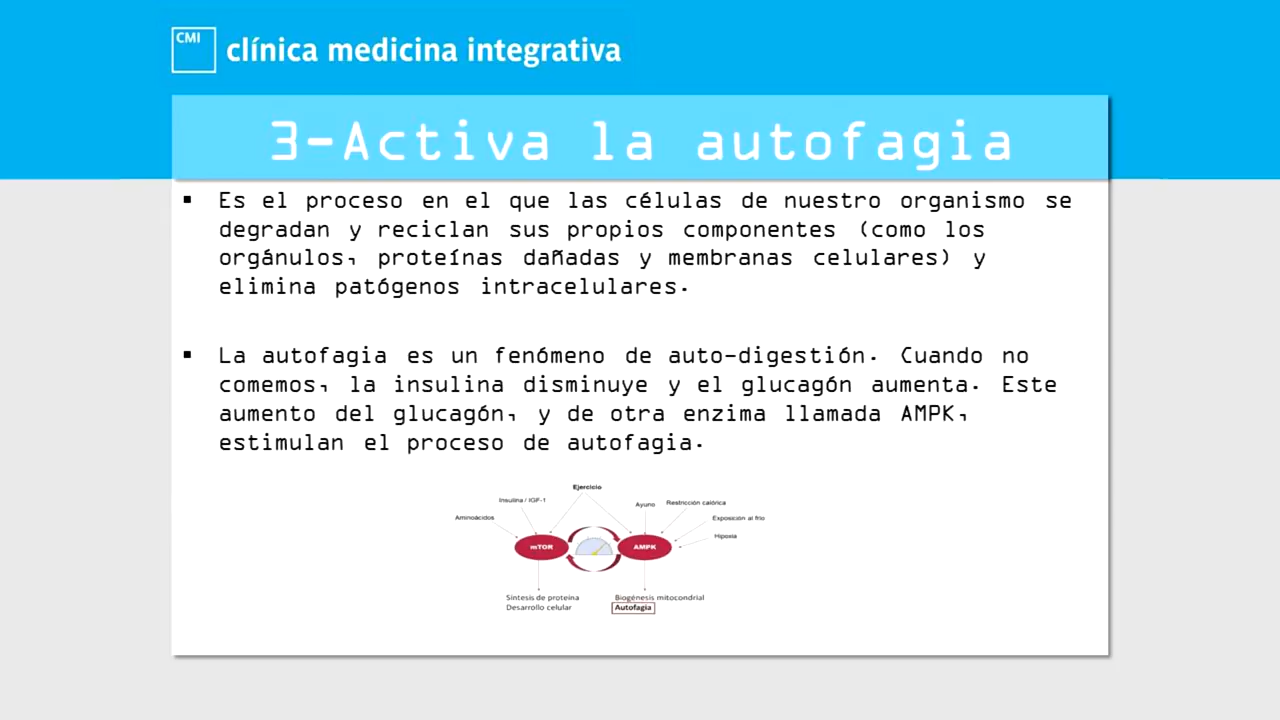 CMI
clínica medicina integrativa
3-Activa la autofagia
▪ Es el proceso en el que las células de nuestro organismo se
degradan y reciclan sus propios componentes (como los
orgánulos, proteínas dañadas y membranas celulares) y
elimina patógenos intracelulares.
▪ La autofagia es un fenómeno de auto-digestión. Cuando no
comemos, la insulina disminuye y el glucagón aumenta. Este
aumento del glucagón, y de otra enzima llamada AMPK,
estimulan el proceso de autofagia.
Ejercicio
Insulina / IGF-1
Ayuno
Restricción calórica
Aminoácidos
Exposición al frío
Hipoxia
mTOR
AMPK
Síntesis de proteína
Desarrollo celular
Biogénesis mitocondrial
Autofagia